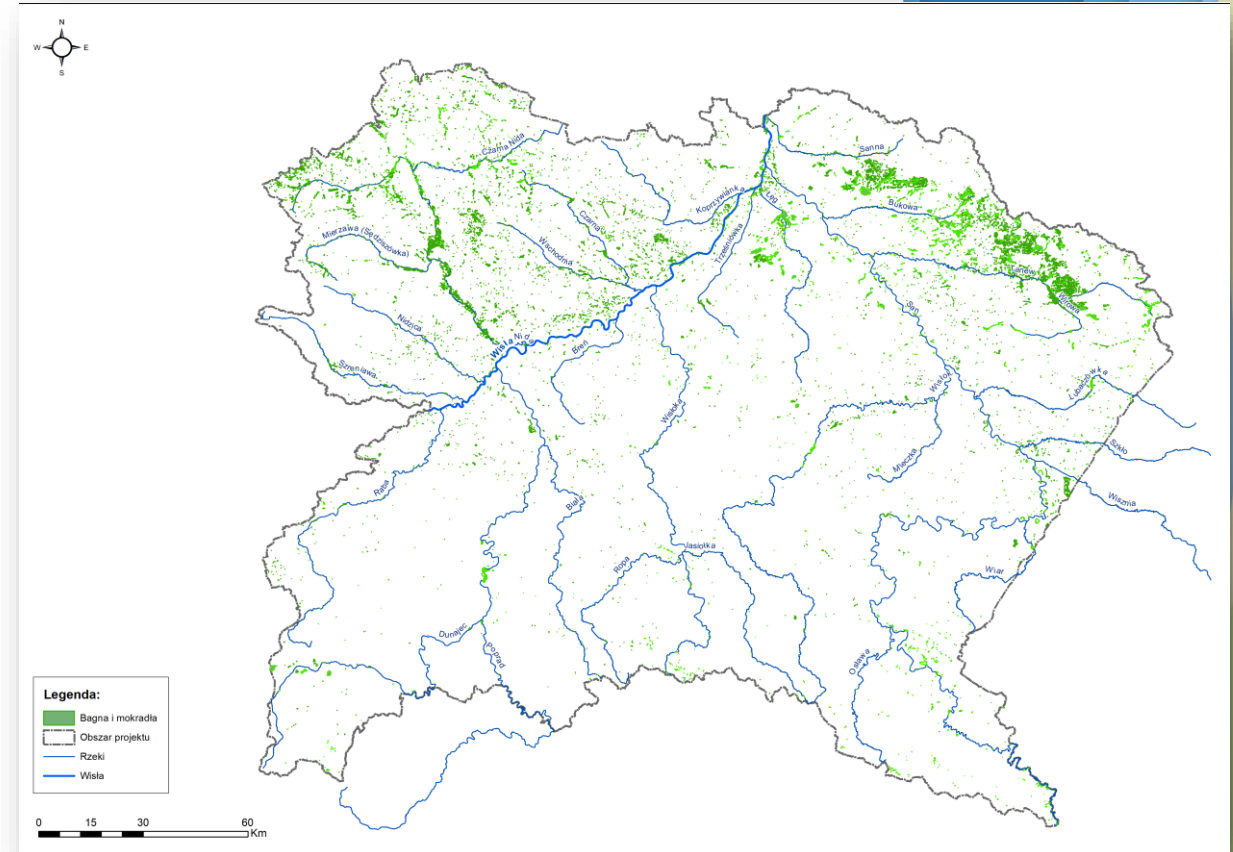 N
W E
S
Czarna Nida
Sanna
Koprzywianka
Łęg
Bukowa
Czarna
Trześniówka
Mierzawa (Sędziszówka)
Wschodnia
Tanew
San
Nidzica
Wisła
Nida
Breń
Szreniawa
Wisłok
Lubaczówka
Wisłoka
Szkło
Mleczka
Raba
Wisznia
Biała
Jasiołka
Ropa
Wiar
Dunajec
Poprad
Osława
Legenda:
Bagna i mokradła
Obszar projektu
Rzeki
Wisła
0 15 30 60
Km